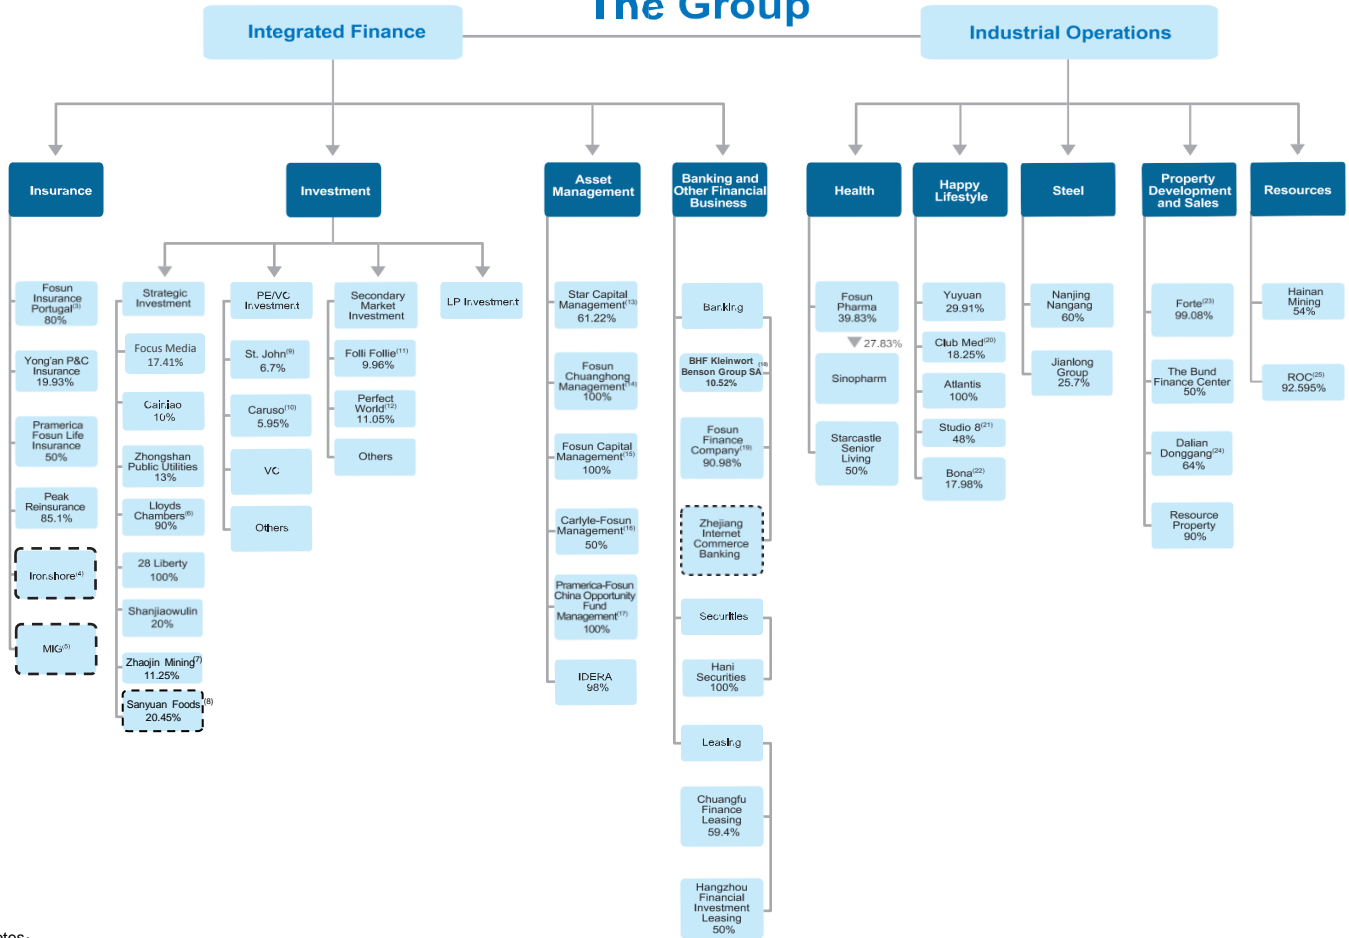 The Group
Integrated Finance
Industrial Operations
Insurance
Investment
Asset
Management
Banking and
Other Financial
Business
Health
Happy
Lifestyle
Steel
Property
Development
and Sales
Resources
Fosun
Insurance
Portugal(3)
80%
Yong'an P&C
Insurance
19.93%
Pramerica
Fosun Life
Insurance
50%
Peak
Reinsurance
85.1%
Ironshore(4)
MIG(5)
Strategic
Investment
Focus Media
17.41%
Cainiao
10%
Zhongshan
Public Utilities
13%
Lloyds
Chambers(6)
90%
28 Liberty
100%
Shanjiaowulin
20%
Zhaojin Mining(7)
11.25%
Sanyuan Foods(8)
20.45%
PE/VC
Investment
St. John(9)
6.7%
Caruso(10)
5.95%
VC
Others
Secondary
Market
Investment
Folli Follie(11)
9.96%
Perfect
World(12)
11.05%
Others
LP Investment
Star Capital
Management(13)
61.22%
Fosun
Chuanghong
Management(14)
100%
Fosun Capital
Management(15)
100%
Carlyle-Fosun
Management(16)
50%
Pramerica-Fosun
China Opportunity
Fund
Management(17)
100%
IDERA
98%
Banking
BHF Kleinwort
Benson Group SA(18)
10.52%
Fosun
Finance
Company(19)
90.98%
Zhejiang
Internet
Commerce
Banking
Securities
Hani
Securities
100%
Leasing
Chuangfu
Finance
Leasing
59.4%
Hangzhou
Financial
Investment
Leasing
50%
Fosun
Pharma
39.83%
27.83%
Sinopharm
Starcastle
Senior
Living
50%
Yuyuan
29.91%
Club Med(20)
18.25%
Atlantis
100%
Studio 8(21)
48%
Bona(22)
17.98%
Nanjing
Nangang
60%
Jianlong
Group
25.7%
Forte(23)
99.08%
The Bund
Finance Center
50%
Dalian
Donggang(24)
64%
Resource
Property
90%
Hainan
Mining
54%
ROC(25)
92.595%